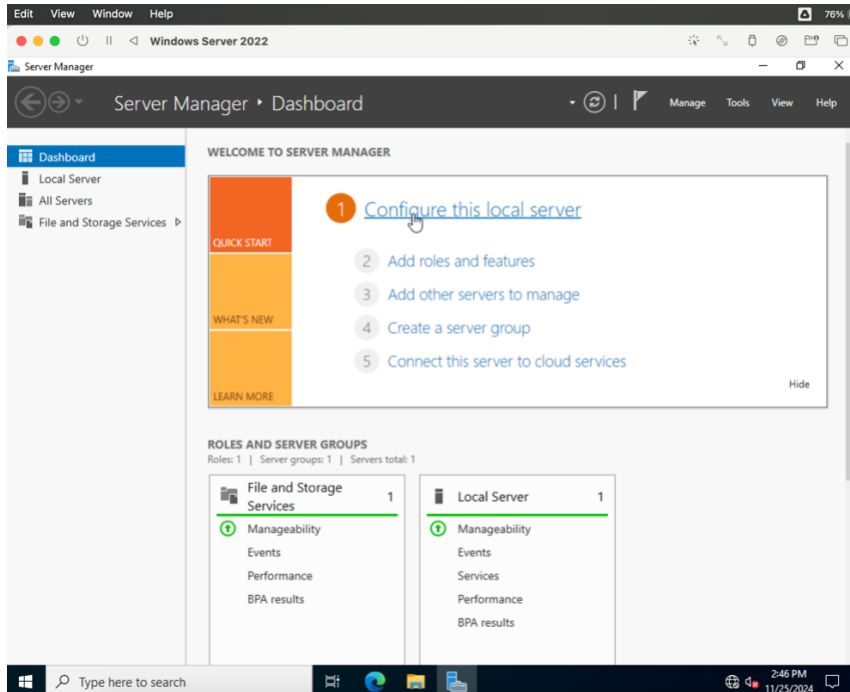 Edit View Window Help 76%
Windows Server 2022
Server Manager
Server Manager ‣ Dashboard
Manage Tools View Help
Dashboard
Local Server
All Servers
File and Storage Services
WELCOME TO SERVER MANAGER
QUICK START
WHAT'S NEW
LEARN MORE
1 Configure this local server
2 Add roles and features
3 Add other servers to manage
4 Create a server group
5 Connect this server to cloud services
Hide
ROLES AND SERVER GROUPS
Roles: 1 | Server groups: 1 | Servers total: 1
File and Storage
Services
1
Manageability
Events
Performance
BPA results
Local Server 1
Manageability
Events
Services
Performance
BPA results
Type here to search
2:46 PM
11/25/2024